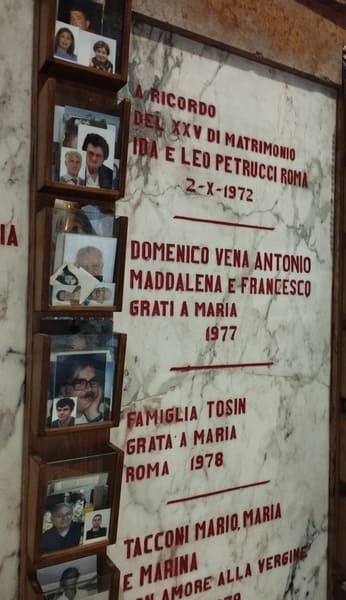 IA
A RICORDO
DEL XXV DI MATRIMONIO
IDA E LEO PETRUCCI ROMA
2-X-1972
DOMENICO VENA ANTONIO
MADDALENA E FRANCESCO
GRATI A MARIA
1977
FAMIGLIA TOSIN
GRATA A MARIA
ROMA 1978
TACCONI MARIO, MARIA
E MARINA
CON AMORE ALLA VERGINE